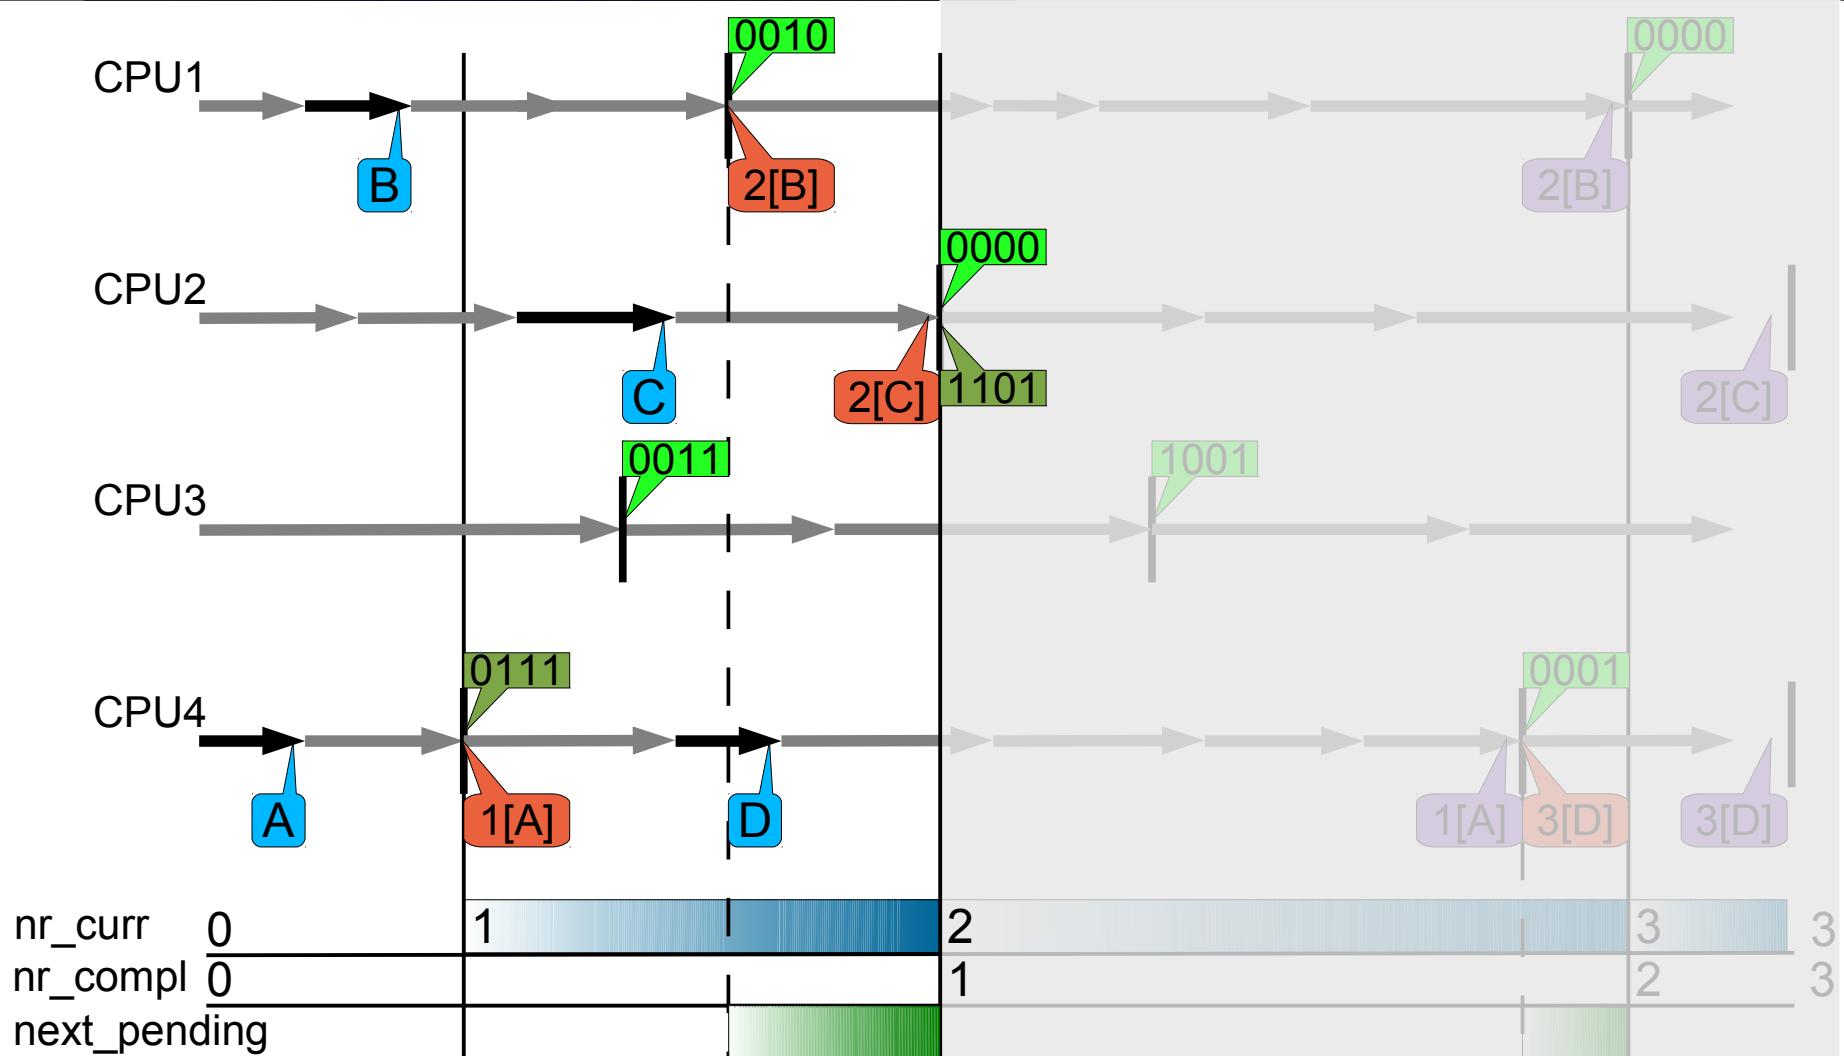 0010
0000
CPU1
B
2[B]
2[B]
0000
CPU2
C
2[C]
1101
2[C]
0011
1001
CPU3
0111
0001
CPU4
A
1[A]
D
1[A]
3[D]
3[D]
nr_curr 0 1 2 3 3
nr_compl 0 1 2 3
next_pending